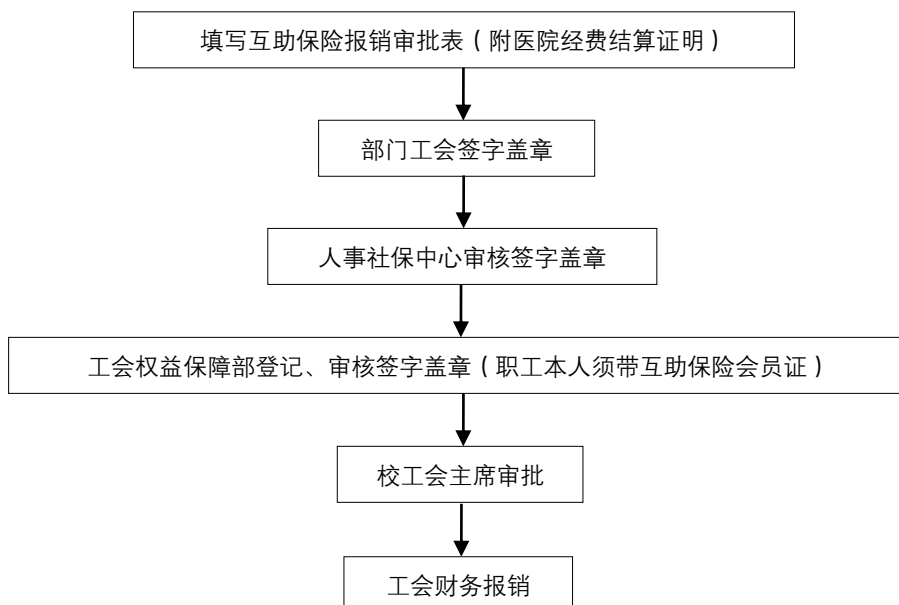 填写互助保险报销审批表（附医院经费结算证明）
部门工会签字盖章
人事社保中心审核签字盖章
工会权益保障部登记、审核签字盖章（职工本人须带互助保险会员证）
校工会主席审批
工会财务报销